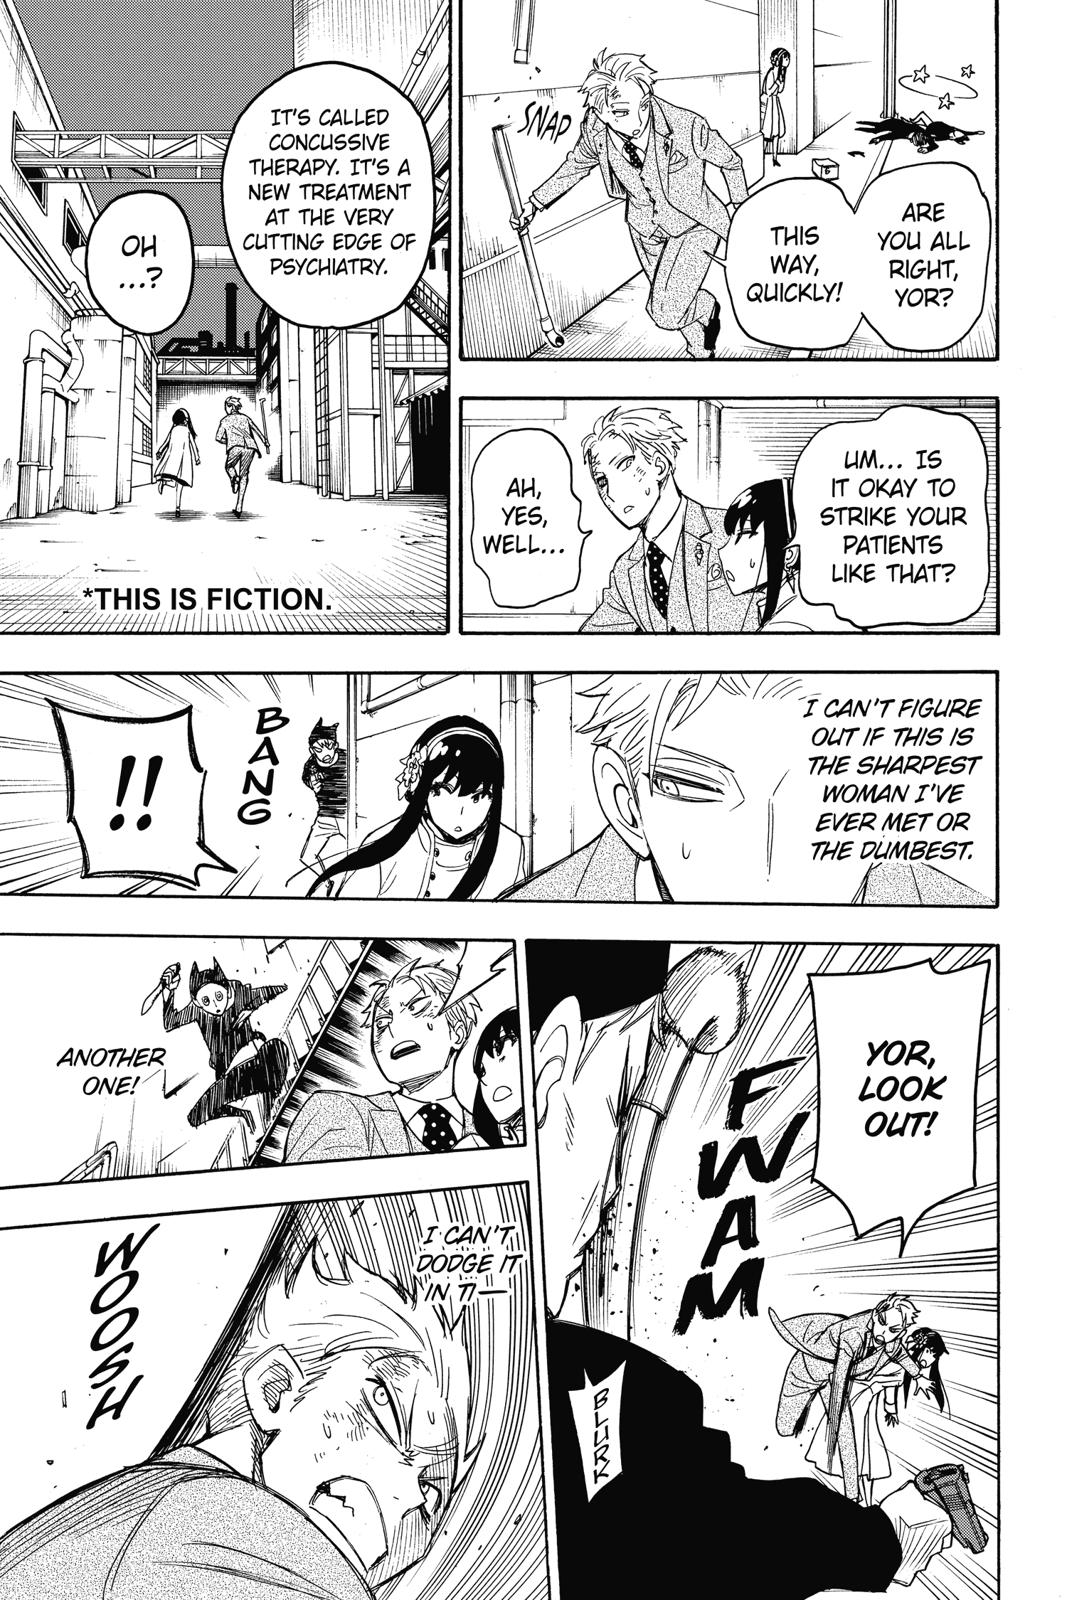 SNAP
ARE
YOU ALL
RIGHT,
YOR?
THIS
WAY,
QUICKLY!
UM... IS
IT OKAY TO
STRIKE YOUR
PATIENTS
LIKE THAT?
AH,
YES,
WELL...
IT'S CALLED
CONCUSSIVE
THERAPY. IT'S A
NEW TREATMENT
AT THE VERY
CUTTING EDGE OF
PSYCHIATRY.
OH
...?
*THIS IS FICTION.
I CAN'T FIGURE
OUT IF THIS IS
THE SHARPEST
WOMAN I'VE
EVER MET OR
THE DUMBEST.
BANG
!!
YOR,
LOOK
OUT!
FWAM
BLURK
ANOTHER
ONE!
I CAN'T
DODGE IT
IN TI—
WOOSH